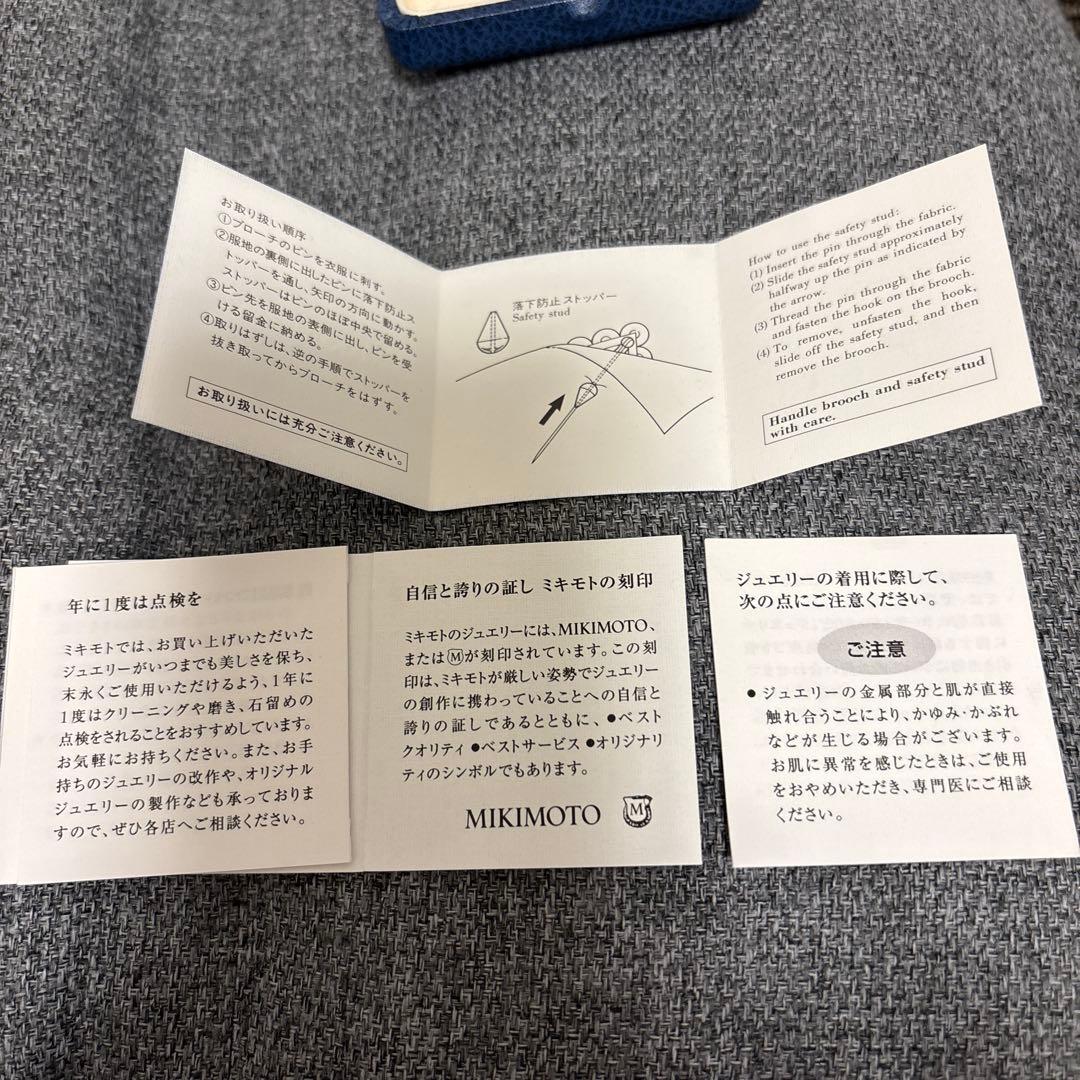 お取り扱い順序
①ブローチのピンを衣服に刺す。
②服地の裏側に出したピンに落下防止ス
トッパーを通し、矢印の方向に動かす。
ストッパーはピンのほぼ中央で留める。
③ピン先を服地の表側に出し、ピンを受
ける留金に納める。
④取りはずしは、逆の手順でストッパーを
抜き取ってからブローチをはずす。
お取り扱いには充分ご注意ください。
落下防止ストッパー
Safety stud
How to use the safety stud:
(1) Insert the pin through the fabric.
(2) Slide the safety stud approximately
halfway up the pin as indicated by
the arrow.
(3) Thread the pin through the fabric
and fasten the hook on the brooch.
(4) To remove, unfasten the hook,
slide off the safety stud, and then
remove the brooch.
Handle brooch and safety stud
with care.
年に1度は点検を
ミキモトでは、お買い上げいただいた
ジュエリーがいつまでも美しさを保ち、
末永くご使用いただけるよう、1年に
1度はクリーニングや磨き、石留めの
点検をされることをおすすめしています。
お気軽にお持ちください。また、お手
持ちのジュエリーの改作や、オリジナル
ジュエリーの製作なども承っておりま
すので、ぜひ各店へご相談ください。
自信と誇りの証し ミキモトの刻印
ミキモトのジュエリーには、MIKIMOTO、
またはⓂが刻印されています。この刻
印は、ミキモトが厳しい姿勢でジュエリー
の創作に携わっていることへの自信と
誇りの証しであるとともに、●ベスト
クオリティ ●ベストサービス ●オリジナリ
ティのシンボルでもあります。
MIKIMOTO M
ジュエリーの着用に際して、
次の点にご注意ください。
ご注意
● ジュエリーの金属部分と肌が直接
触れ合うことにより、かゆみ・かぶれ
などが生じる場合がございます。
お肌に異常を感じたときは、ご使用
をおやめいただき、専門医にご相談
ください。